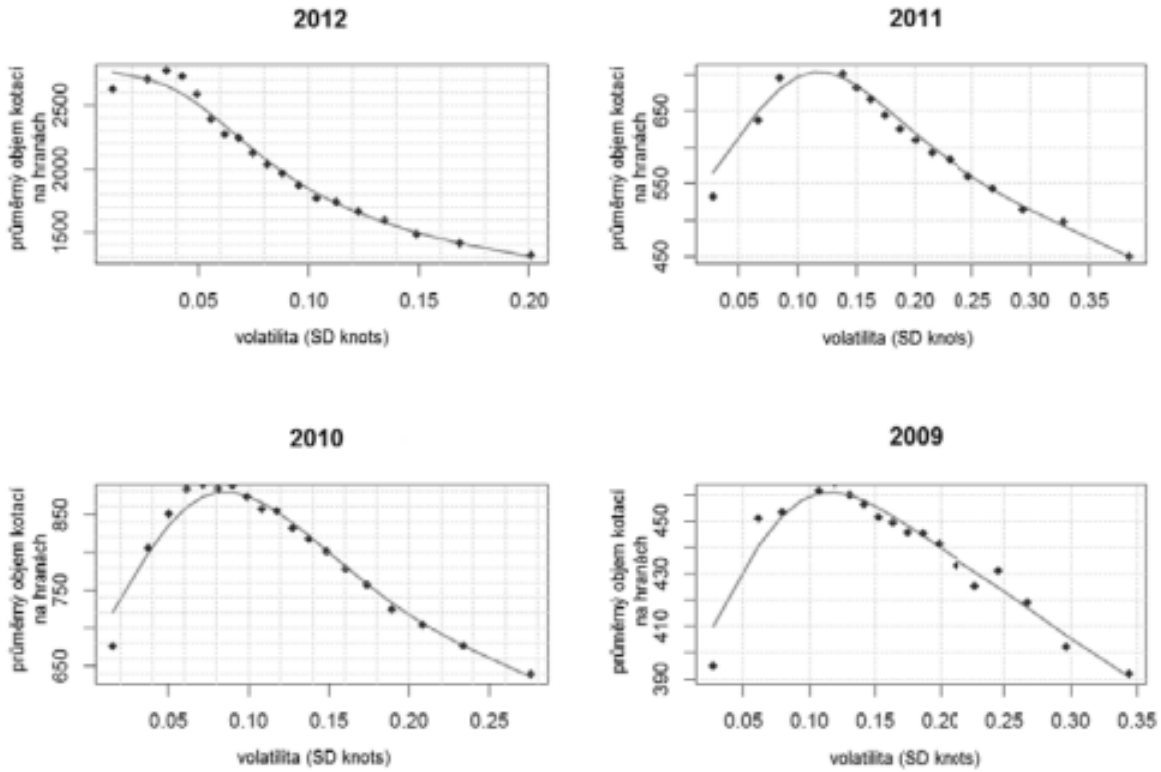 2012
průměrný objem kotací
na hranách
2500
2000
1500
0.05 0.10 0.15 0.20
volatilita (SD knots)
2011
průměrný objem kotací
na hranách
650
550
450
0.05 0.10 0.15 0.20 0.25 0.30 0.35
volatilita (SD knots)
2010
průměrný objem kotací
na hranách
850
750
650
0.05 0.10 0.15 0.20 0.25
volatilita (SD knots)
2009
průměrný objem kotací
na hranách
450
430
410
390
0.05 0.10 0.15 0.20 0.25 0.30 0.35
volatilita (SD knots)